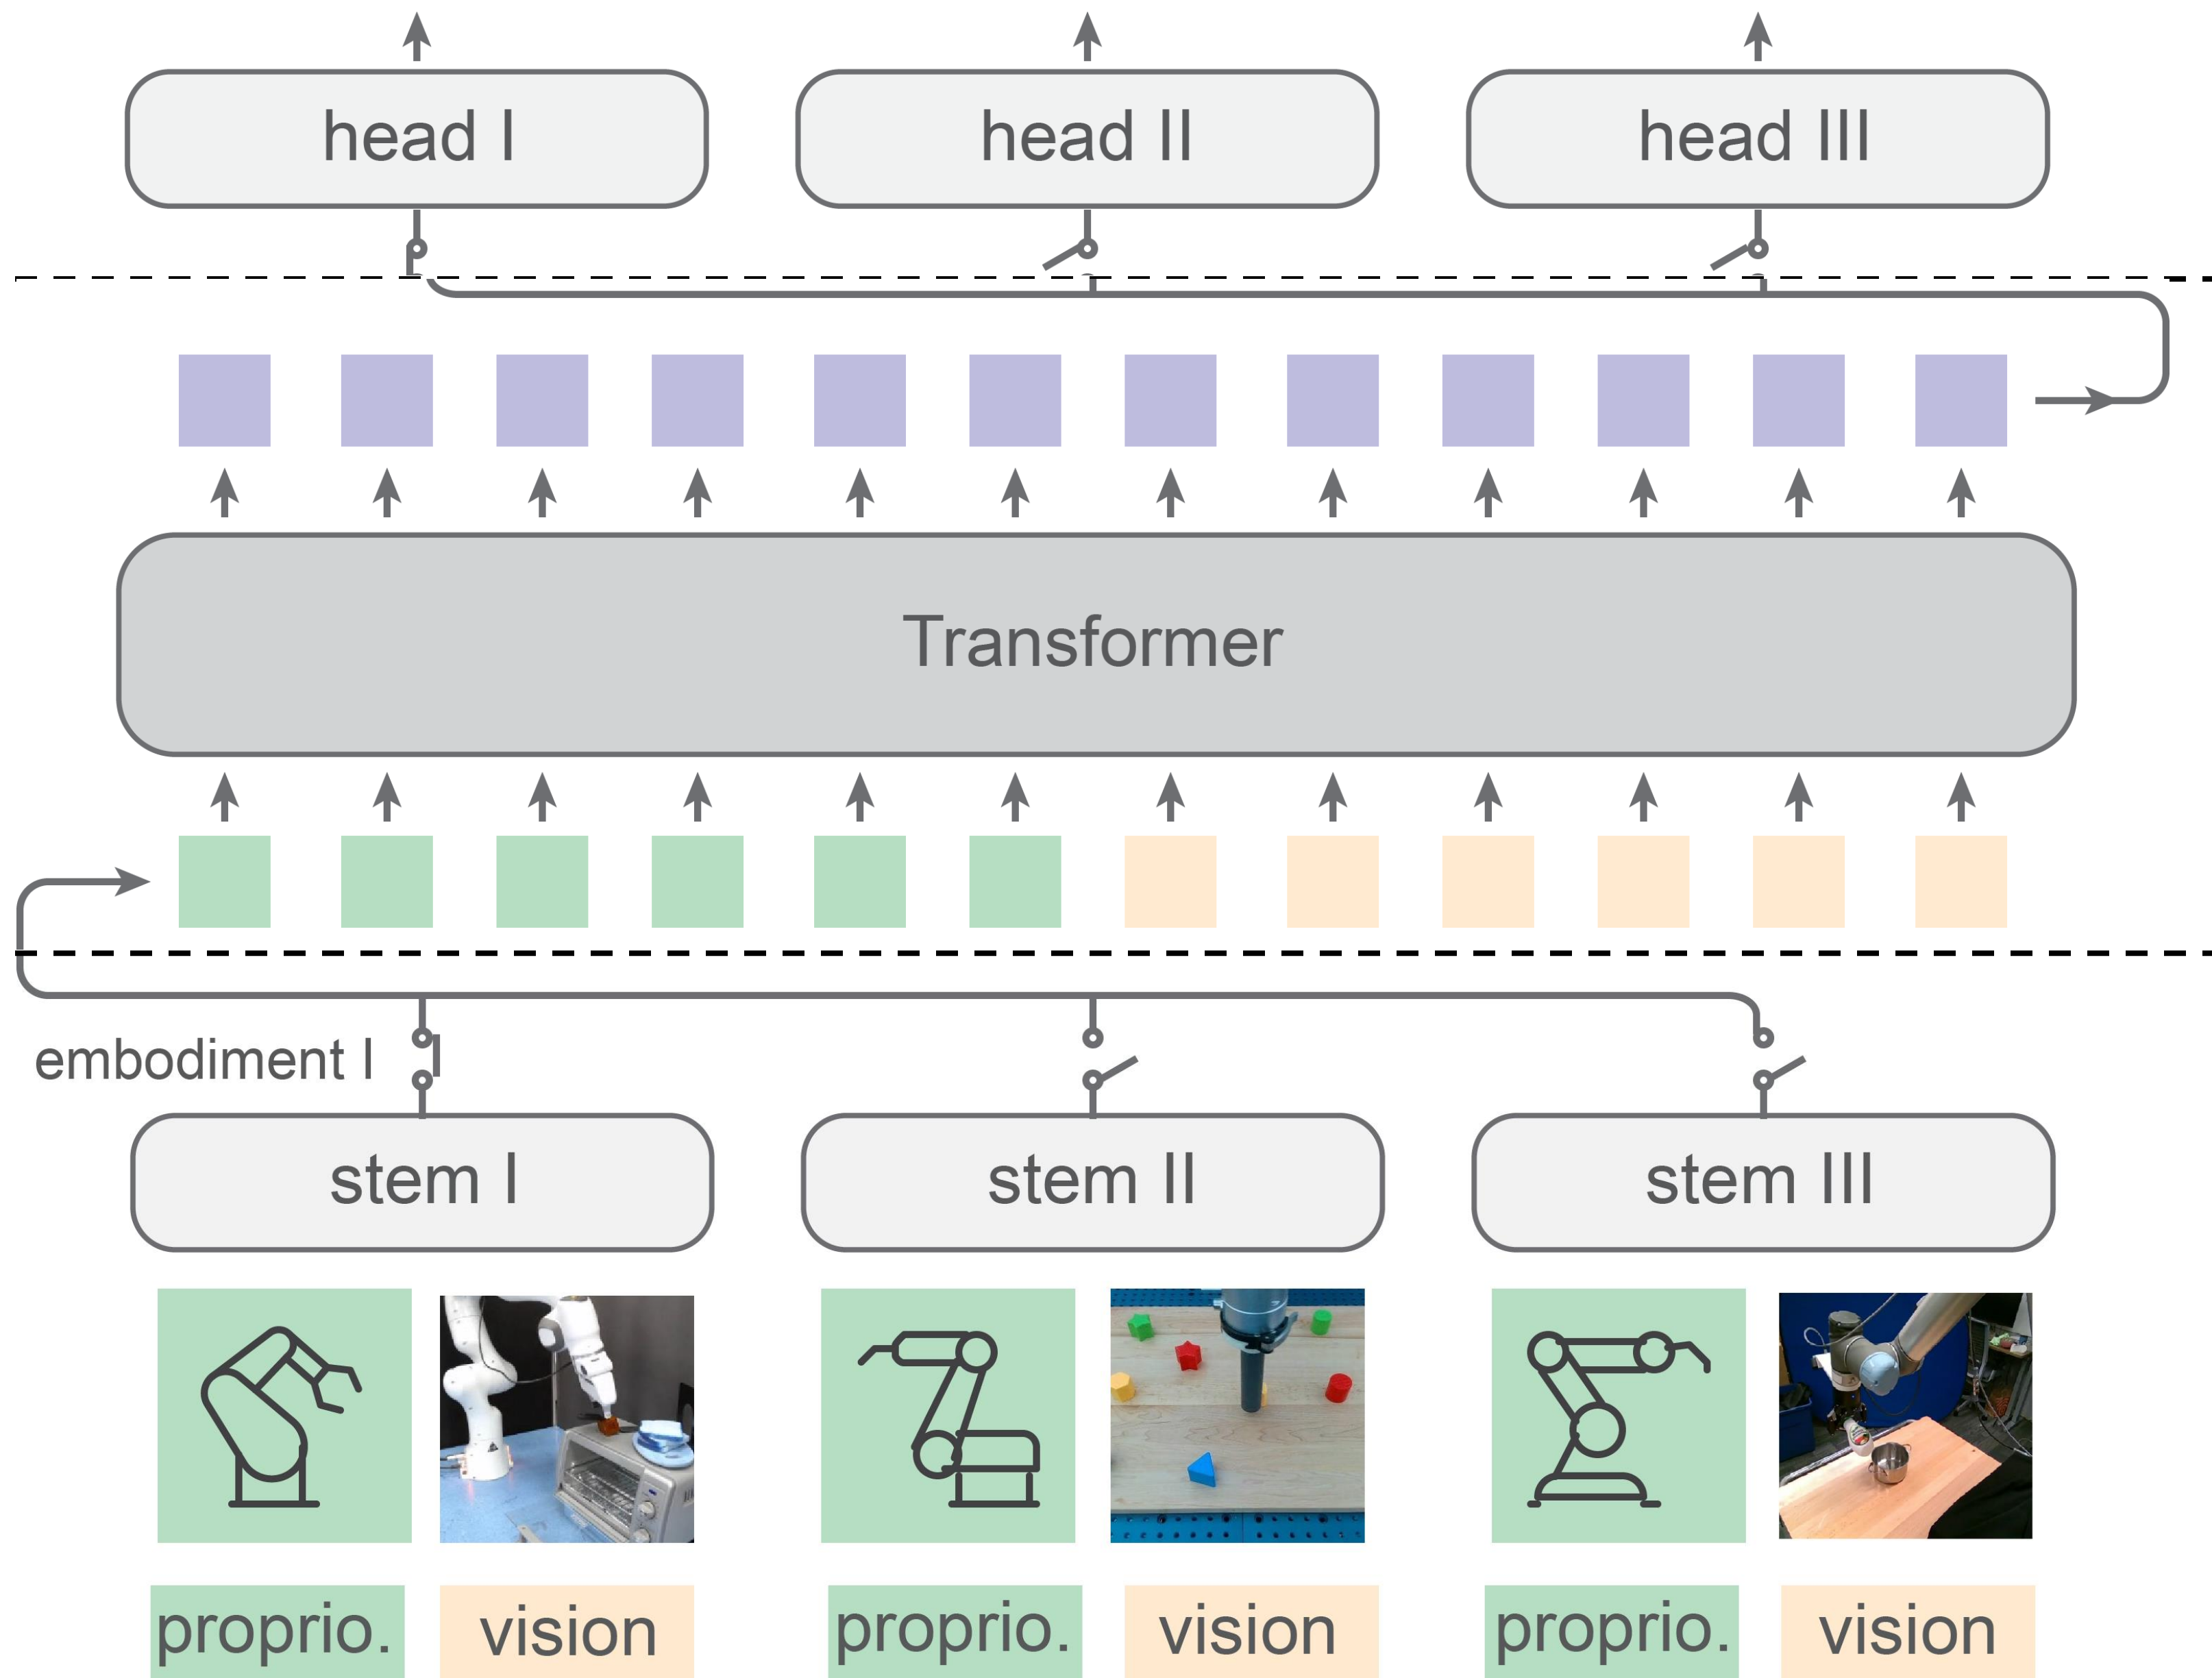 head I
head II
head III
Transformer
embodiment I
stem I
stem II
stem III
proprio.
vision
proprio.
vision
proprio.
vision